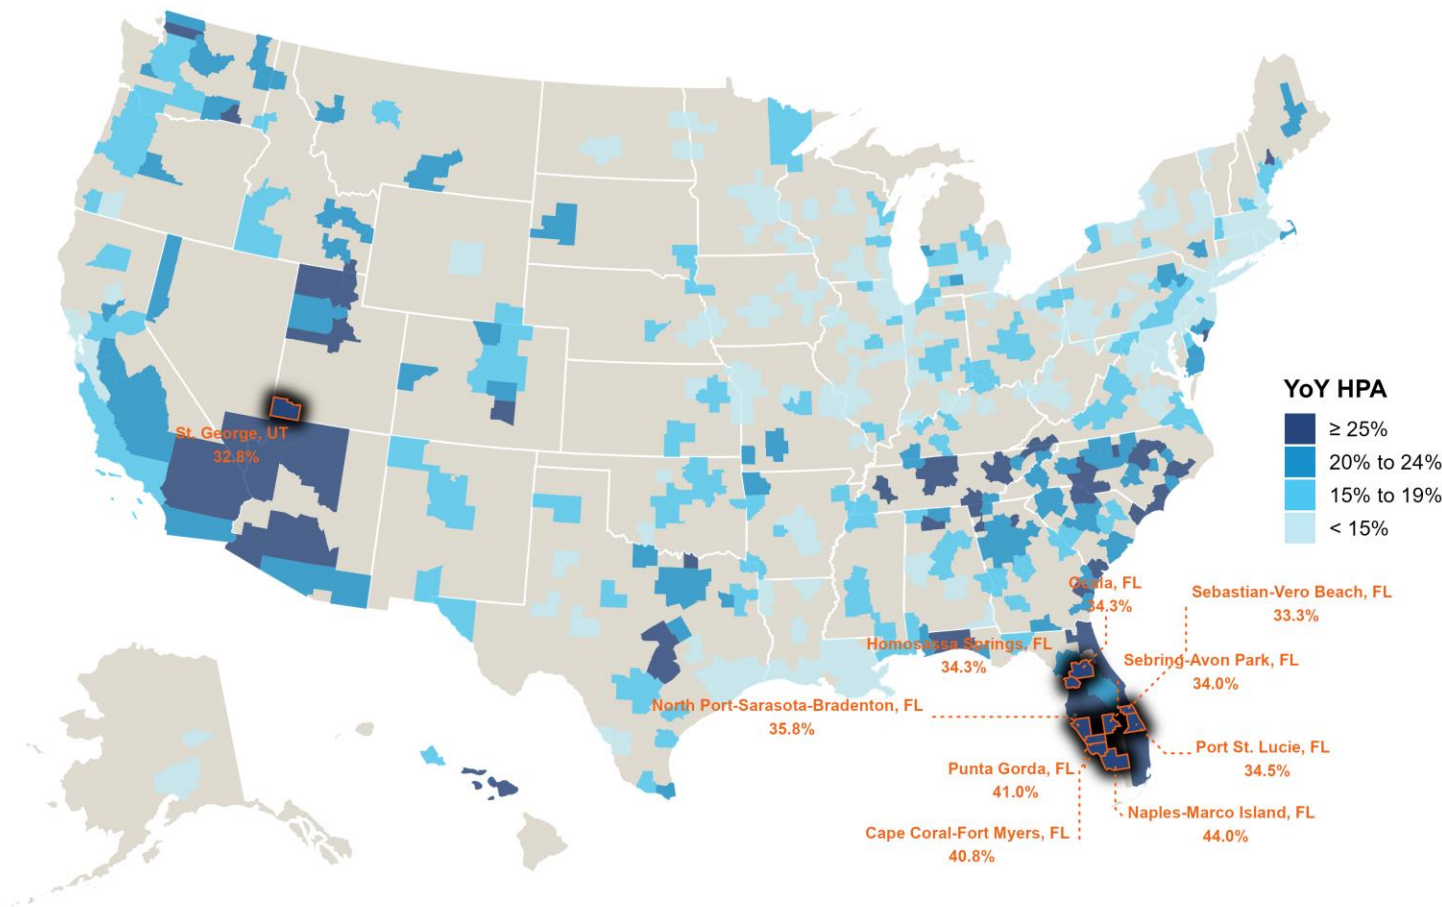 YoY HPA
≥ 25%
20% to 24%
15% to 19%
< 15%
St. George, UT
32.8%
Ocala, FL
34.3%
Sebastian-Vero Beach, FL
33.3%
Homosassa Springs, FL
34.3%
Sebring-Avon Park, FL
34.0%
North Port-Sarasota-Bradenton, FL
35.8%
Port St. Lucie, FL
34.5%
Punta Gorda, FL
41.0%
Naples-Marco Island, FL
44.0%
Cape Coral-Fort Myers, FL
40.8%